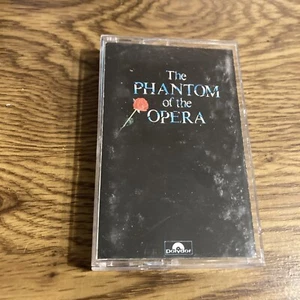 The
PHANTOM
of the
OPERA
Polydor